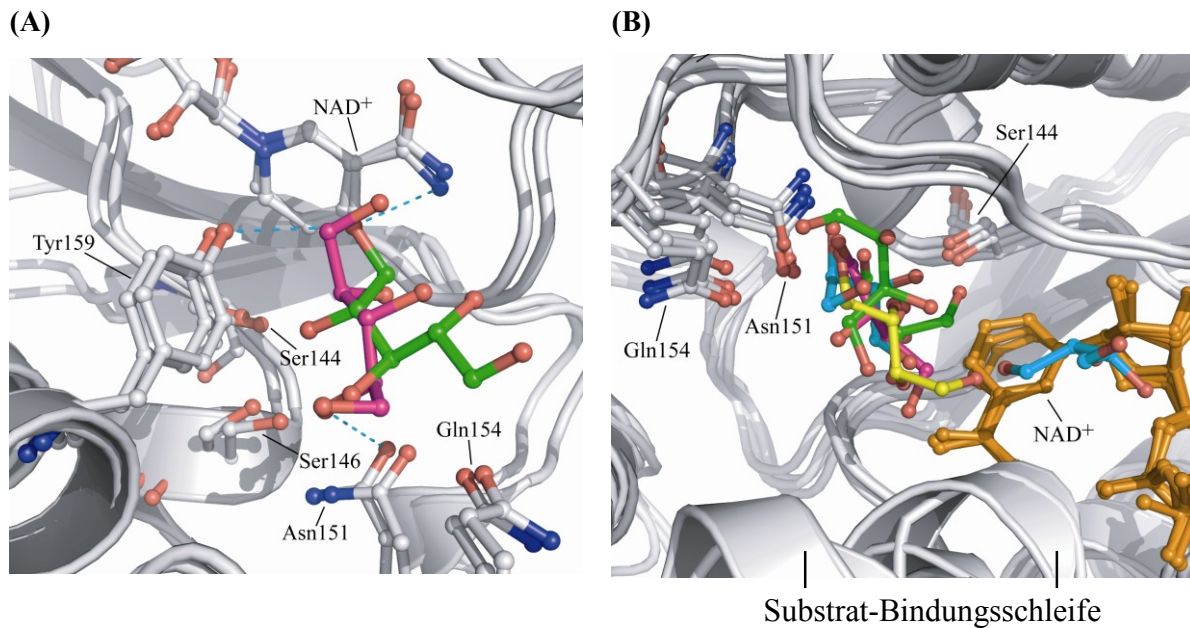 (A)
NAD+
Tyr159
Ser144
Ser146
Gln154
Asn151
(B)
Ser144
Asn151
Gln154
NAD+
Substrat-Bindungsschleife